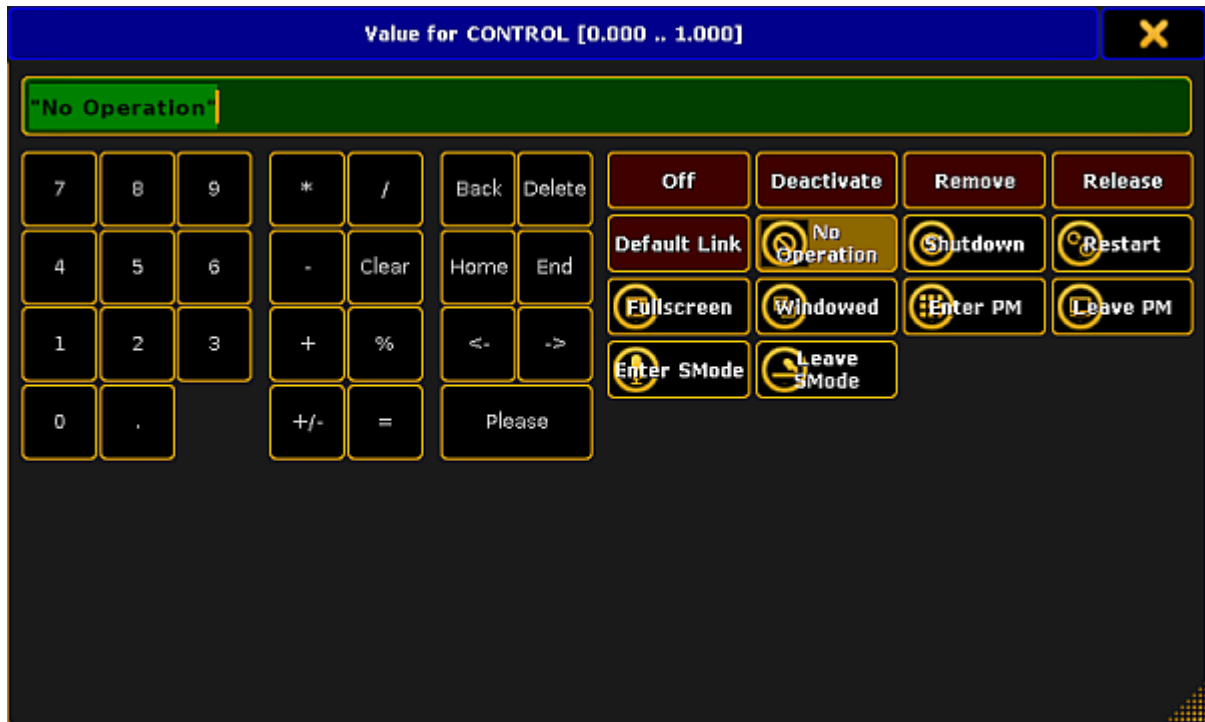 Value for CONTROL [0.000 .. 1.000]
"No Operation"
7 8 9 * / Back Delete
4 5 6 - Clear Home End
1 2 3 + % <- ->
0 . +/- = Please
Off Deactivate Remove Release
Default Link No Operation Shutdown Restart
Fullscreen Windowed Enter PM Leave PM
Enter SMode Leave SMode